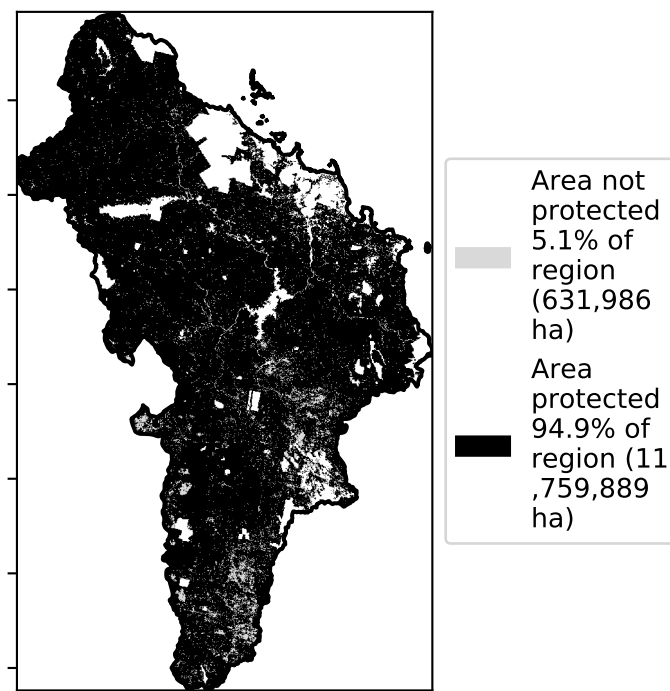 Area not
protected
5.1% of
region
(631,986
ha)
Area
protected
94.9% of
region (11
,759,889
ha)